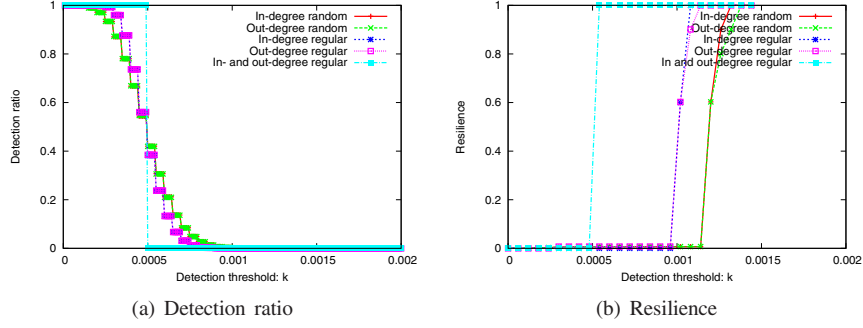 1
0.8
0.6
0.4
0.2
0
Detection ratio
0
0.0005
0.001
0.0015
0.002
Detection threshold: k
In-degree random
Out-degree random
In-degree regular
Out-degree regular
In- and out-degree regular
(a) Detection ratio
1
0.8
0.6
0.4
0.2
0
Resilience
0
0.0005
0.001
0.0015
0.002
Detection threshold: k
In-degree random
Out-degree random
In-degree regular
Out-degree regular
In and out-degree regular
(b) Resilience